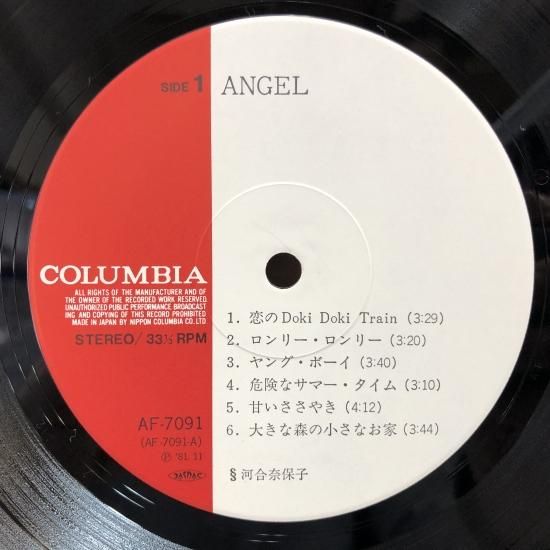 SIDE 1 ANGEL
COLUMBIA
ALL RIGHTS OF THE MANUFACTURER AND OF
THE OWNER OF THE RECORDED WORK RESERVED
UNAUTHORIZED PUBLIC PERFORMANCE BROADCAST
ING AND COPYING OF THIS RECORD PROHIBITED
MADE IN JAPAN BY NIPPON COLUMBIA CO.LTD.
STEREO/33⅓ RPM
1. 恋のDoki Doki Train (3:29)
2. ロンリー・ロンリー (3:20)
3. ヤング・ボーイ (3:40)
4. 危険なサマー・タイム (3:10)
5. 甘いささやき (4:12)
6. 大きな森の小さなお家 (3:44)
AF-7091
(AF-7091-A)
Ⓟ '81. 11
§河合奈保子